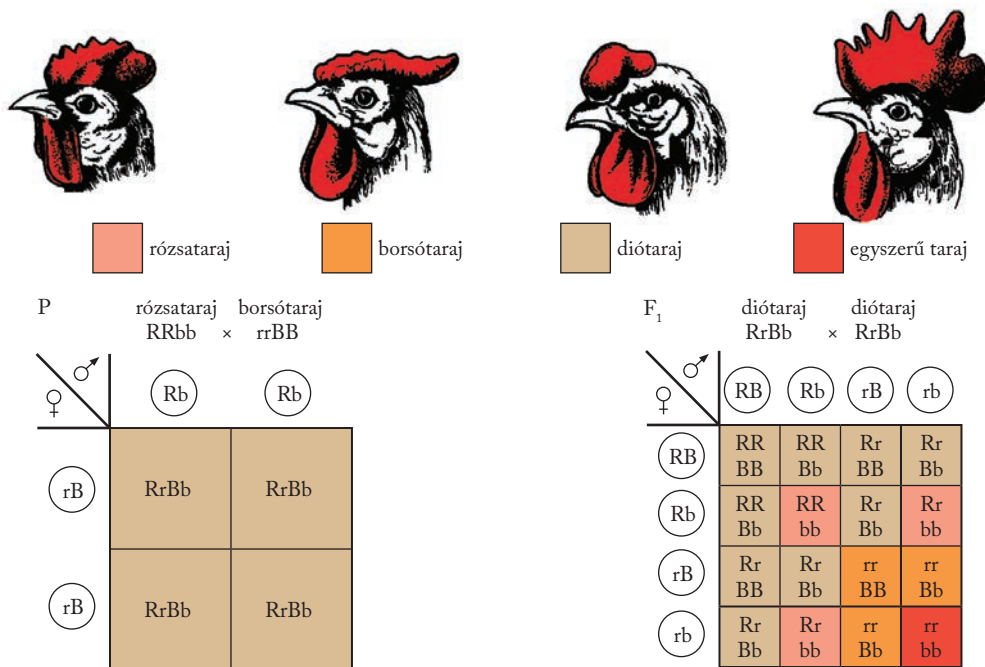 rózsataraj
borsótaraj
diótaraj
egyszerű taraj
P
rózsataraj borsótaraj
RRbb × rrBB
♂
♀
Rb Rb
rB RrBb RrBb
rB RrBb RrBb
F1
diótaraj diótaraj
RrBb × RrBb
♂
♀
RB Rb rB rb
RB
RR RR Rr Rr
BB Bb BB Bb
Rb
RR RR Rr Rr
Bb bb Bb bb
rB
Rr Rr rr rr
BB Bb BB Bb
rb
Rr Rr rr rr
Bb bb Bb bb